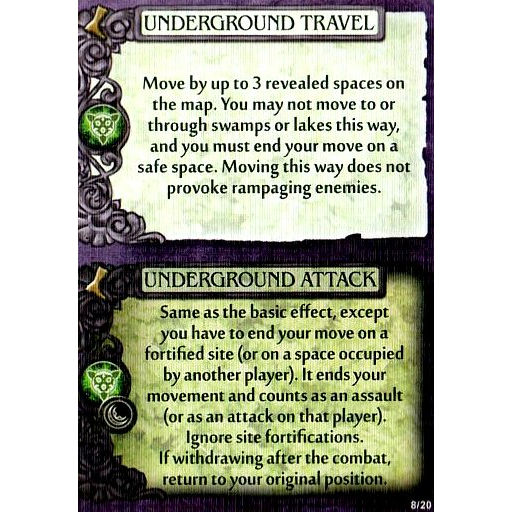 UNDERGROUND TRAVEL
Move by up to 3 revealed spaces on
the map. You may not move to or
through swamps or lakes this way,
and you must end your move on a
safe space. Moving this way does not
provoke rampaging enemies.
UNDERGROUND ATTACK
Same as the basic effect, except
you have to end your move on a
fortified site (or on a space occupied
by another player). It ends your
movement and counts as an assault
(or as an attack on that player).
Ignore site fortifications.
If withdrawing after the combat,
return to your original position.
8/20